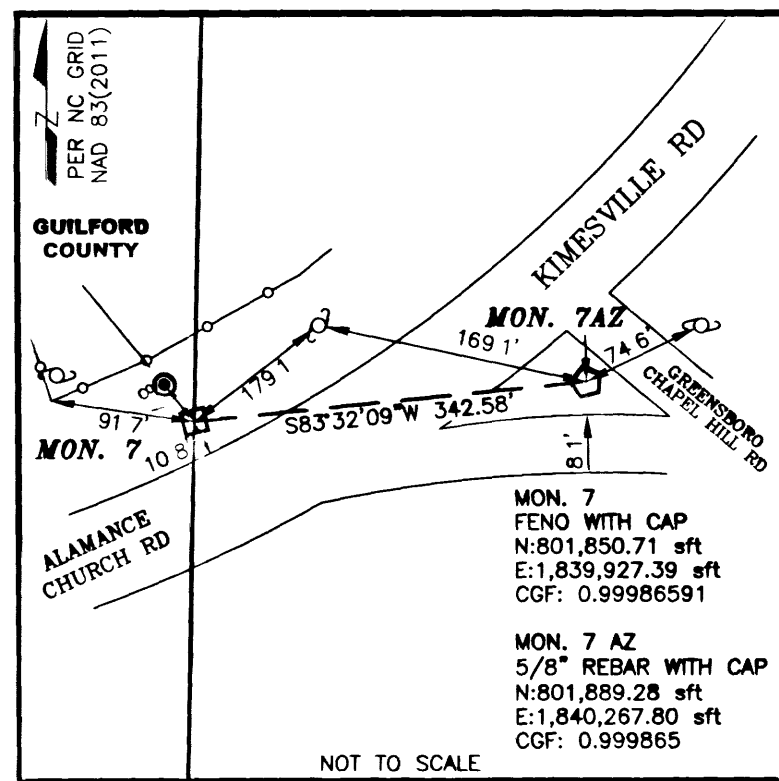 PER NC GRID
NAD 83(2011)
Z
GUILFORD
COUNTY
KIMESVILLE RD
MON. 7AZ
169 1'
74 6'
179 1
GREENSBORO
CHAPEL HILL RD
91 7'
S83°32'09"W 342.58'
MON. 7
10 8
8 1'
ALAMANCE
CHURCH RD
MON. 7
FENO WITH CAP
N:801,850.71 sft
E:1,839,927.39 sft
CGF: 0.99986591
MON. 7 AZ
5/8" REBAR WITH CAP
N:801,889.28 sft
E:1,840,267.80 sft
CGF: 0.999865
NOT TO SCALE